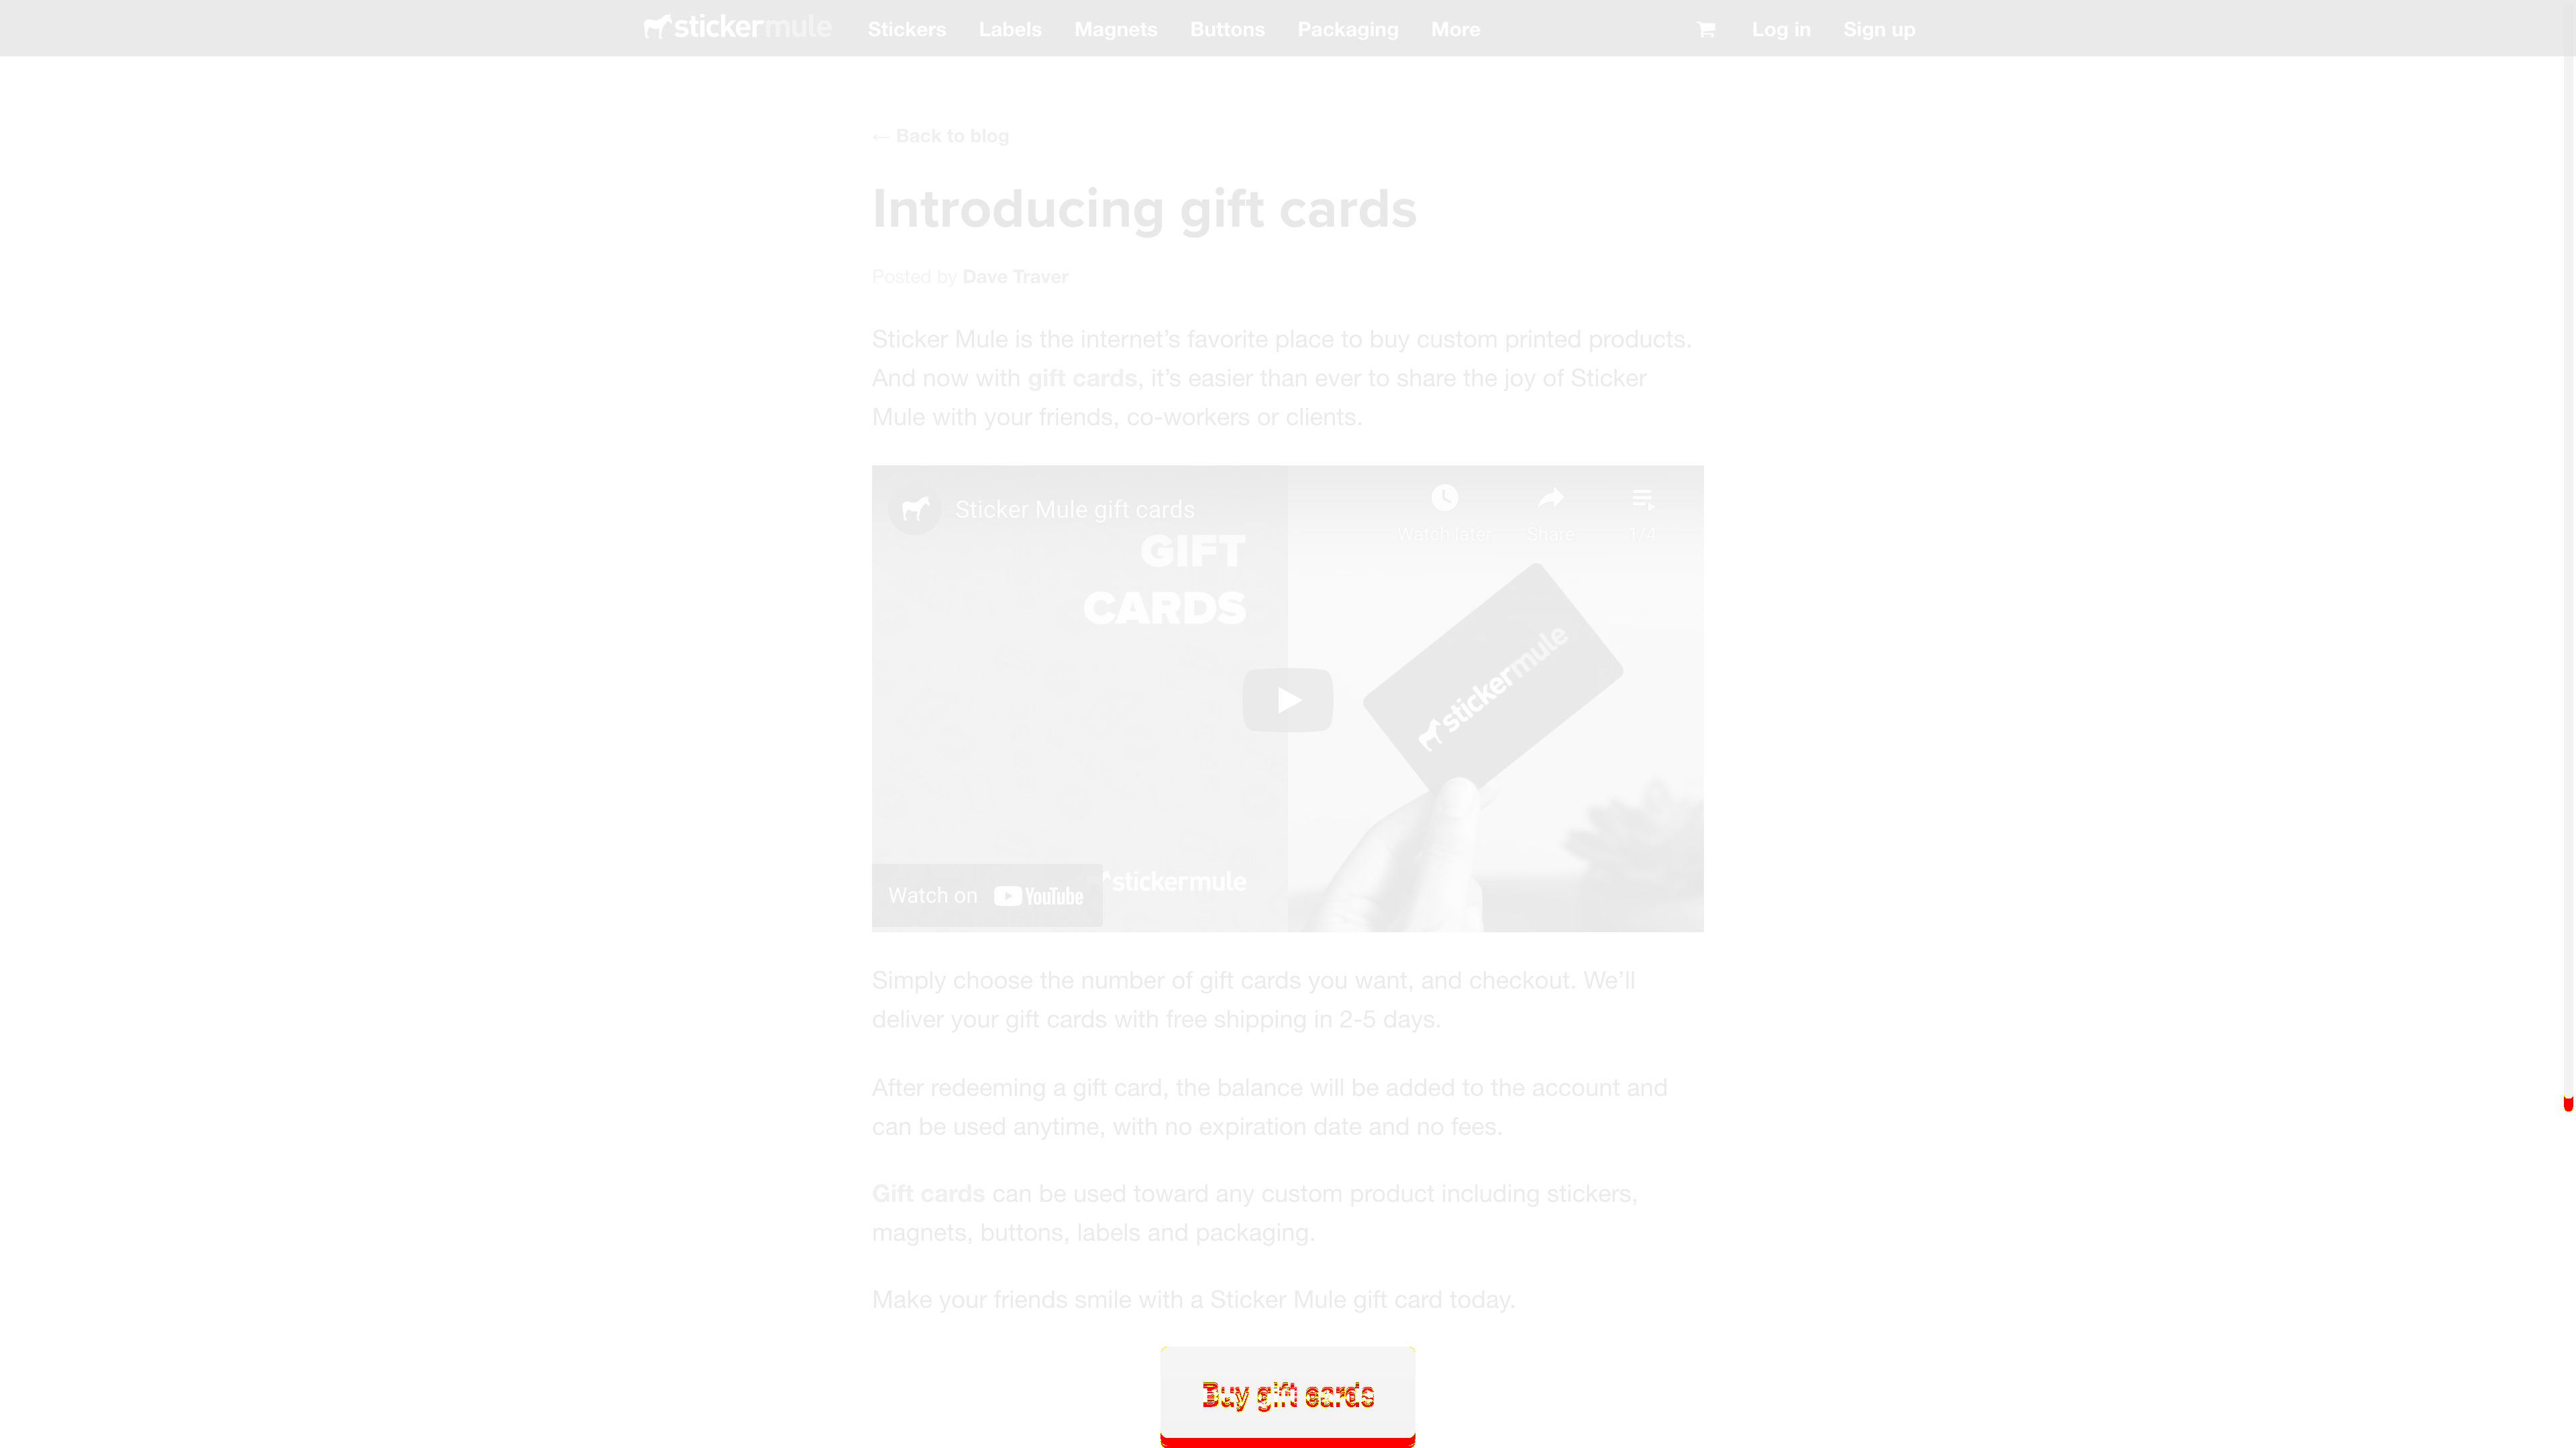 stickermule Stickers Labels Magnets Buttons Packaging More Log in Sign up
← Back to blog
Introducing gift cards
Posted by Dave Traver
Sticker Mule is the internet’s favorite place to buy custom printed products.
And now with gift cards, it’s easier than ever to share the joy of Sticker
Mule with your friends, co-workers or clients.
Sticker Mule gift cards
Watch later Share 1/4
GIFT
CARDS
stickermule
stickermule
Watch on YouTube
Simply choose the number of gift cards you want, and checkout. We’ll
deliver your gift cards with free shipping in 2-5 days.
After redeeming a gift card, the balance will be added to the account and
can be used anytime, with no expiration date and no fees.
Gift cards can be used toward any custom product including stickers,
magnets, buttons, labels and packaging.
Make your friends smile with a Sticker Mule gift card today.
Buy gift cards